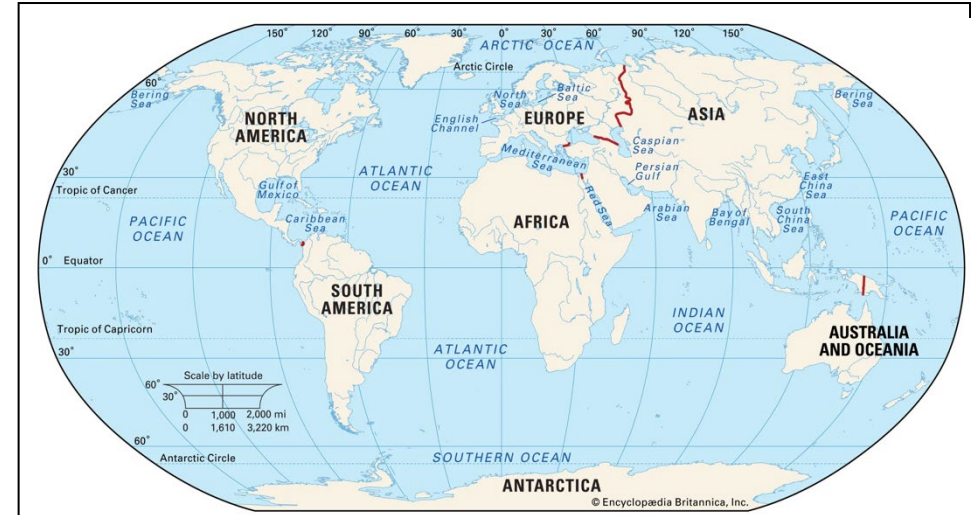 150° 120° 90° 60° 30° 0° 30° 60° 90° 120° 150°
ARCTIC OCEAN
Arctic Circle
60°
Bering
Sea
North
Sea
Baltic
Sea
Bering
Sea
NORTH
AMERICA
English
Channel
EUROPE
ASIA
Caspian
Sea
Mediterranean
Sea
Persian
Gulf
ATLANTIC
OCEAN
30°
Tropic of Cancer
Gulf of
Mexico
Red Sea
East
China
Sea
Arabian
Sea
Bay of
Bengal
South
China
Sea
Caribbean
Sea
PACIFIC
OCEAN
AFRICA
PACIFIC
OCEAN
0° Equator
SOUTH
AMERICA
INDIAN
OCEAN
Tropic of Capricorn
AUSTRALIA
AND OCEANIA
30°
ATLANTIC
OCEAN
Scale by latitude
60°
30°
0 1,000 2,000 mi
0 1,610 3,220 km
60°
Antarctic Circle
SOUTHERN OCEAN
ANTARCTICA
© Encyclopædia Britannica, Inc.